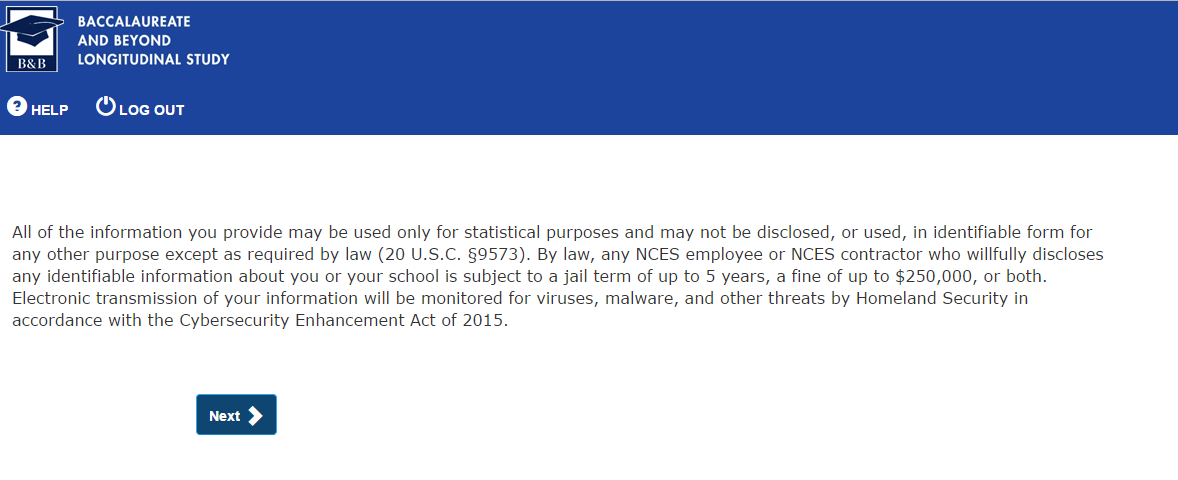 BACCALAUREATE
AND BEYOND
LONGITUDINAL STUDY
B&B
? HELP
LOG OUT
All of the information you provide may be used only for statistical purposes and may not be disclosed, or used, in identifiable form for
any other purpose except as required by law (20 U.S.C. §9573). By law, any NCES employee or NCES contractor who willfully discloses
any identifiable information about you or your school is subject to a jail term of up to 5 years, a fine of up to $250,000, or both.
Electronic transmission of your information will be monitored for viruses, malware, and other threats by Homeland Security in
accordance with the Cybersecurity Enhancement Act of 2015.
Next